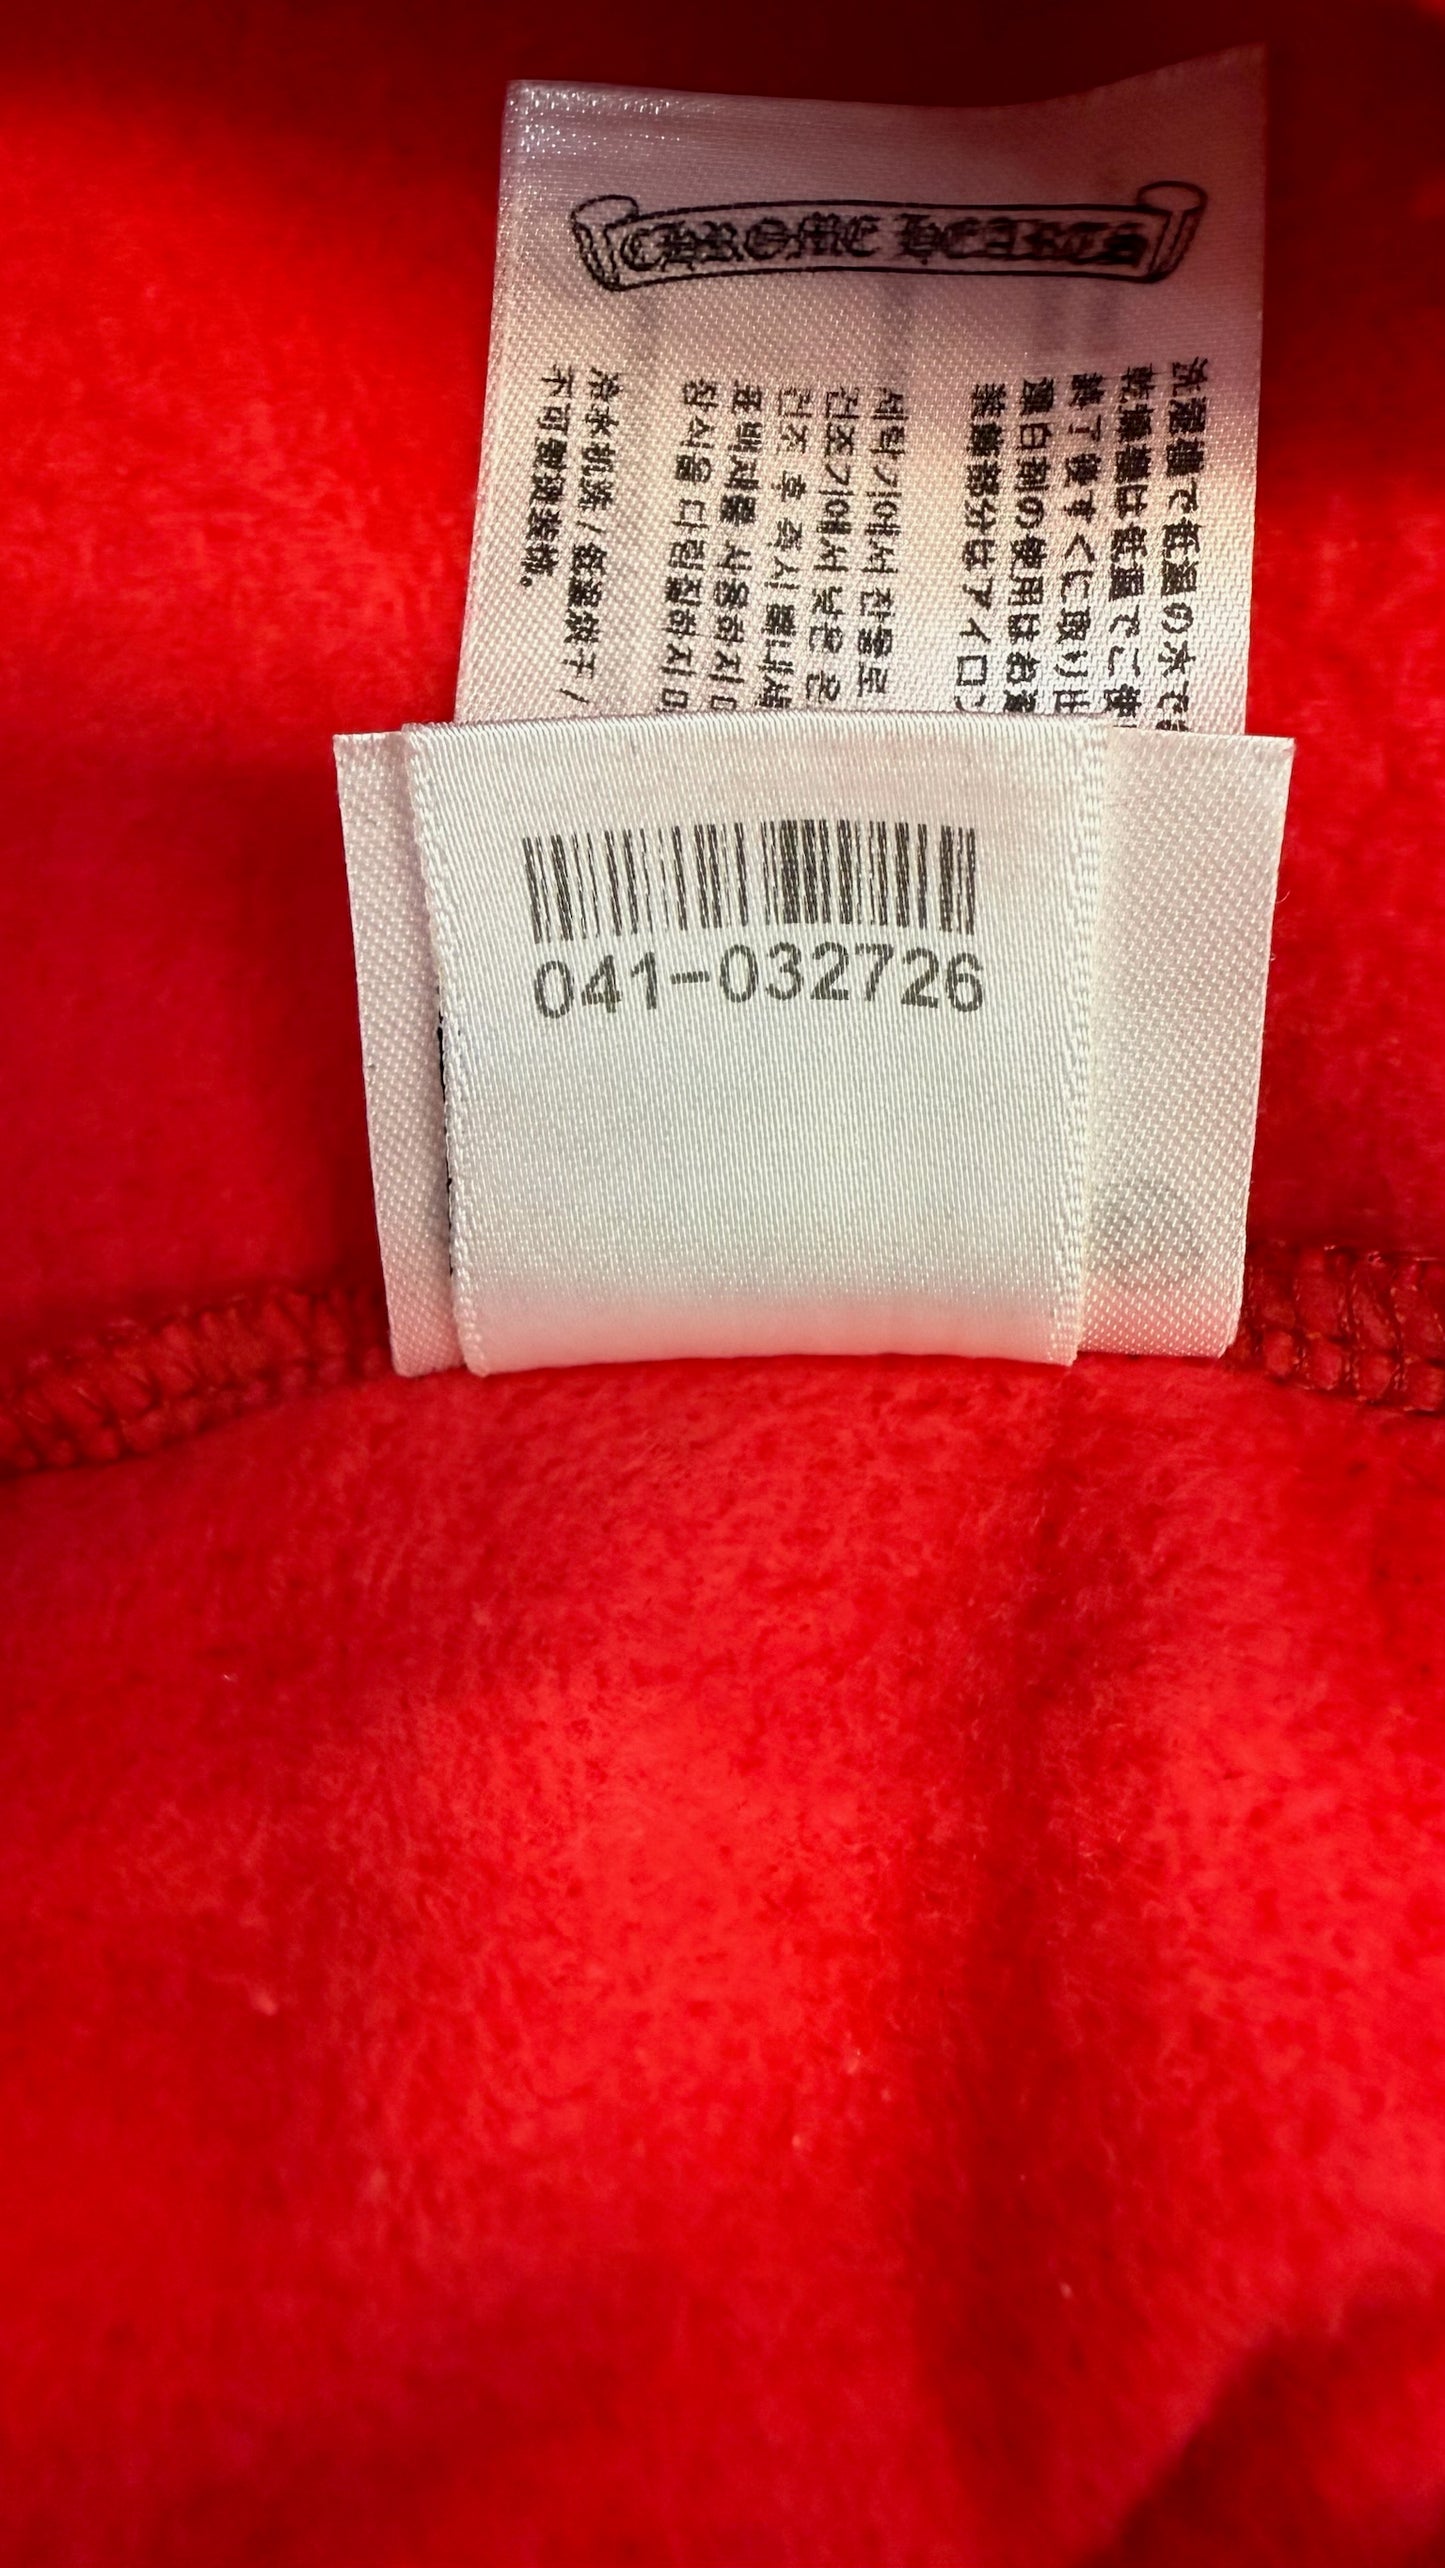 CHROME HEARTS
洗濯機で低温の水で
乾燥機は低温でご使
終了後すぐに取り出
漂白剤の使用はお
装飾部分はアイロン
세탁기에서 찬물로
건조기에서 낮은 온
건조 후 즉시 꺼내세
표백제를 사용하지
장식물 다림질하지 마
冷水机洗/低温烘干/
不可熨烫装饰。
041-032726